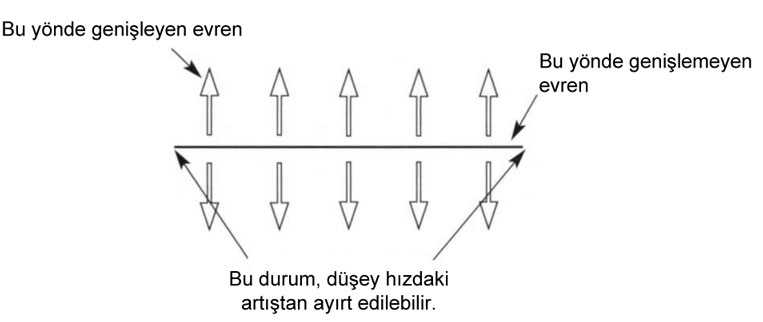 Bu yönde genişleyen evren
Bu yönde genişlemeyen
evren
Bu durum, düşey hızdaki
artıştan ayırt edilebilir.